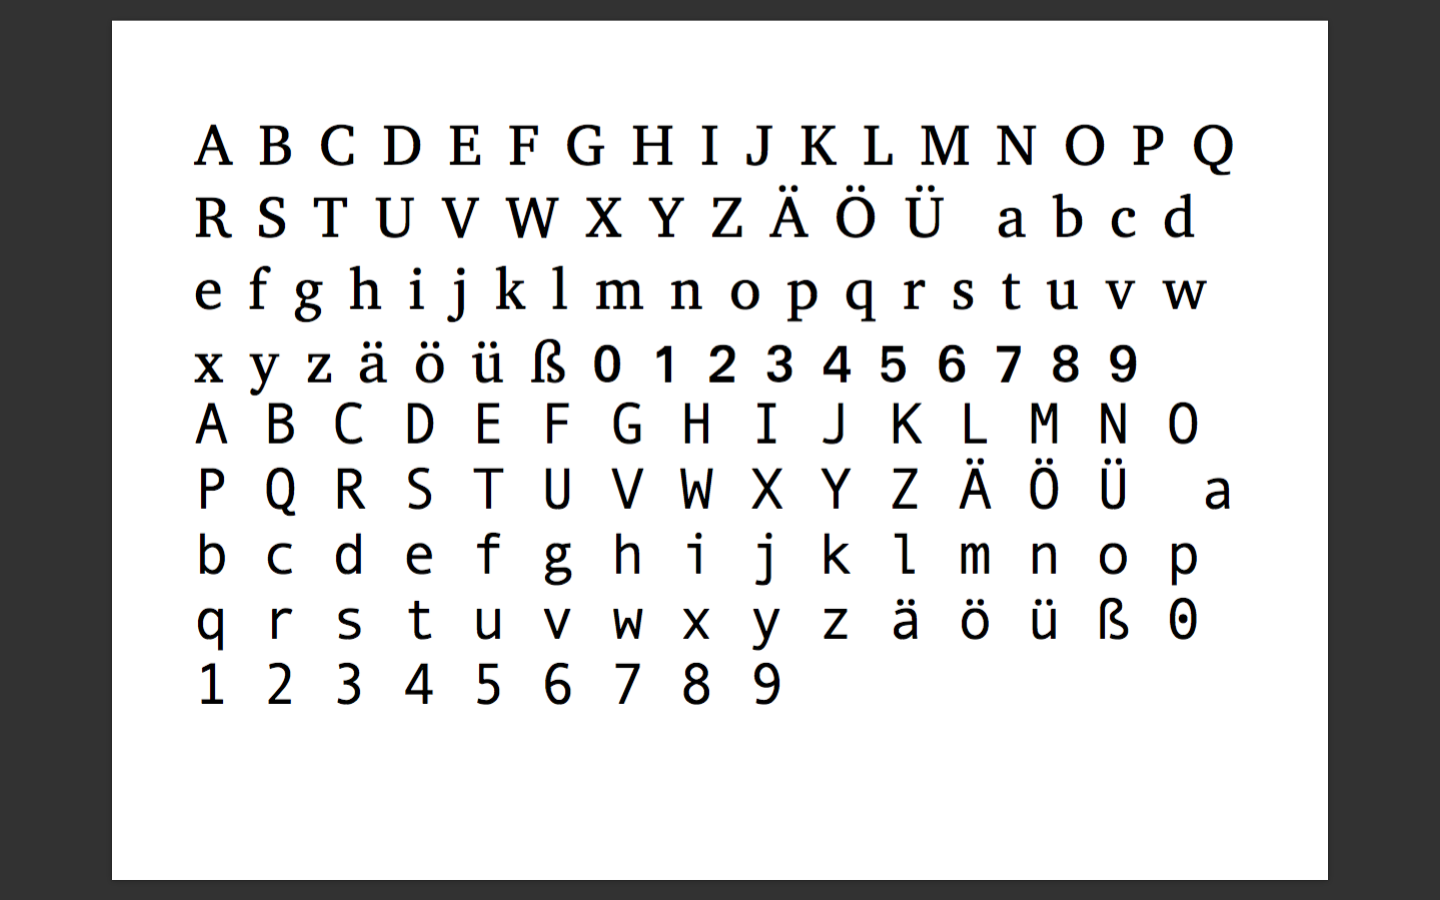 A B C D E F G H I J K L M N O P Q
R S T U V W X Y Z Ä Ö Ü a b c d
e f g h i j k l m n o p q r s t u v w
x y z ä ö ü ß 0 1 2 3 4 5 6 7 8 9
A B C D E F G H I J K L M N O
P Q R S T U V W X Y Z Ä Ö Ü a
b c d e f g h i j k l m n o p
q r s t u v w x y z ä ö ü ß 0
1 2 3 4 5 6 7 8 9